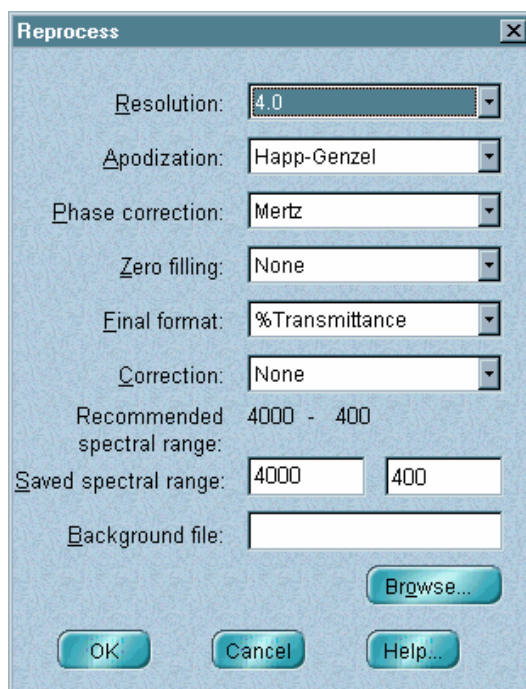 Reprocess
Resolution: 4.0
Apodization: Happ-Genzel
Phase correction: Mertz
Zero filling: None
Final format: %Transmittance
Correction: None
Recommended 4000 - 400
spectral range:
Saved spectral range: 4000 400
Background file:
Browse...
OK Cancel Help...